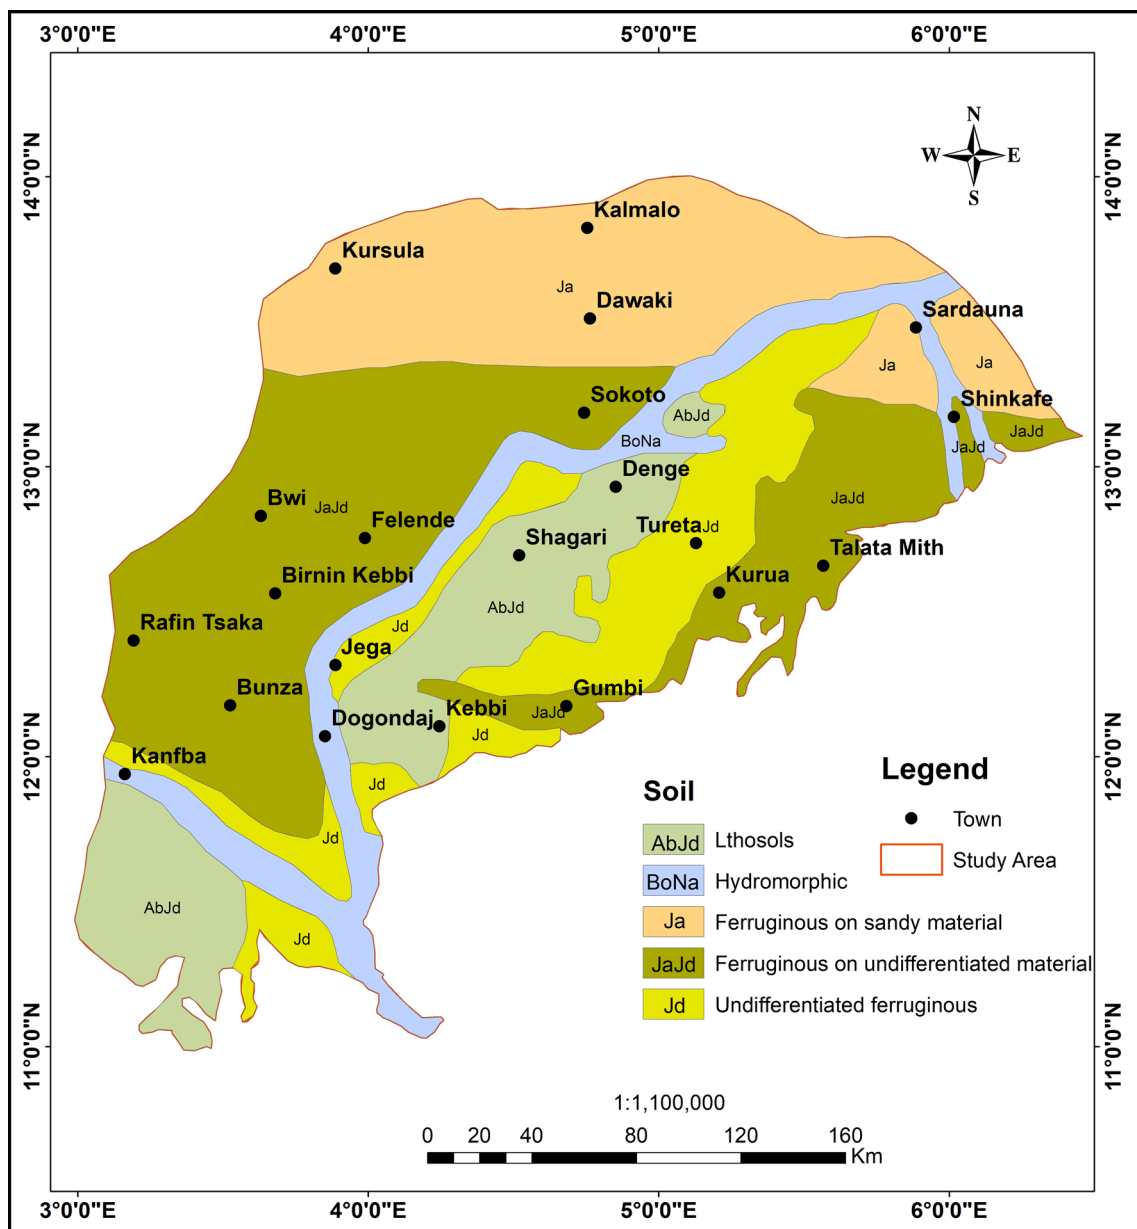 3°0'0"E 4°0'0"E 5°0'0"E 6°0'0"E
14°0'0"N 14°0'0"N
13°0'0"N 13°0'0"N
12°0'0"N 12°0'0"N
11°0'0"N 11°0'0"N
N
W E
S
Kalmalo
Kursula
Ja
Dawaki
Sardauna
Ja
Ja
Sokoto
Shinkafe
AbJd
JaJd
BoNa
JaJd
Denge
Bwi
JaJd
JaJd
Felende
Tureta
Jd
Shagari
Talata Mith
Birnin Kebbi
Kurua
AbJd
Rafin Tsaka
Jd
Jega
Bunza
Gumbi
Kebbi
JaJd
Dogondaj
Jd
Kanfba
Jd
Jd
AbJd
Jd
Legend
Town
Study Area
Soil
AbJd Lthosols
BoNa Hydromorphic
Ja Ferruginous on sandy material
JaJd Ferruginous on undifferentiated material
Jd Undifferentiated ferruginous
1:1,100,000
0 20 40 80 120 160
Km
3°0'0"E 4°0'0"E 5°0'0"E 6°0'0"E